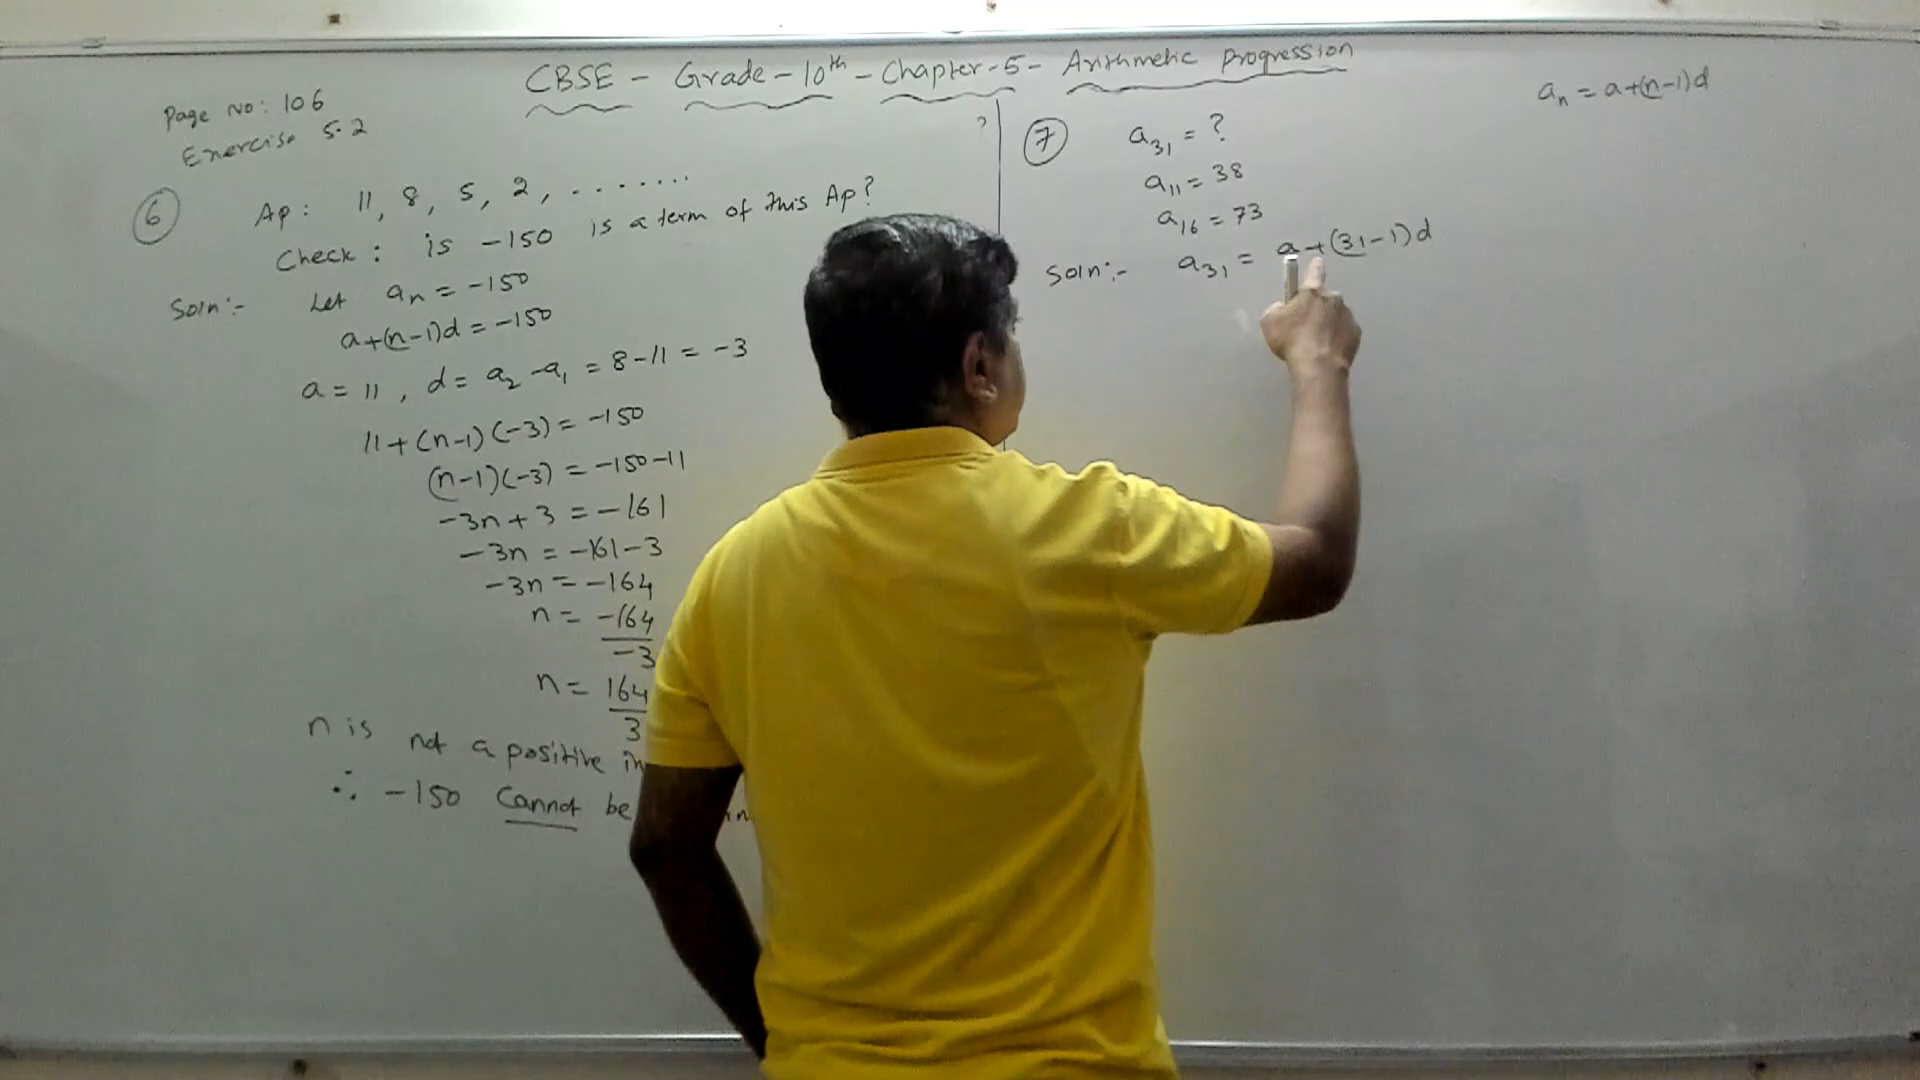 CBSE - Grade - 10th - Chapter - 5 - Arithmetic Progression
Page No: 106
Exercise 5.2
6
AP: 11, 8, 5, 2, .......
Check: is -150 is a term of this AP?
Soln:- Let an = -150
a+(n-1)d = -150
a = 11, d = a2 - a1 = 8 - 11 = -3
11+(n-1)(-3) = -150
(n-1)(-3) = -150-11
-3n+3 = -161
-3n = -161-3
-3n = -164
n = -164/-3
n = 164/3
n is not a positive
∴ -150 Cannot be
?
7
a31 = ?
a11 = 38
a16 = 73
Soln:- a31 = a+(31-1)d
an = a+(n-1)d